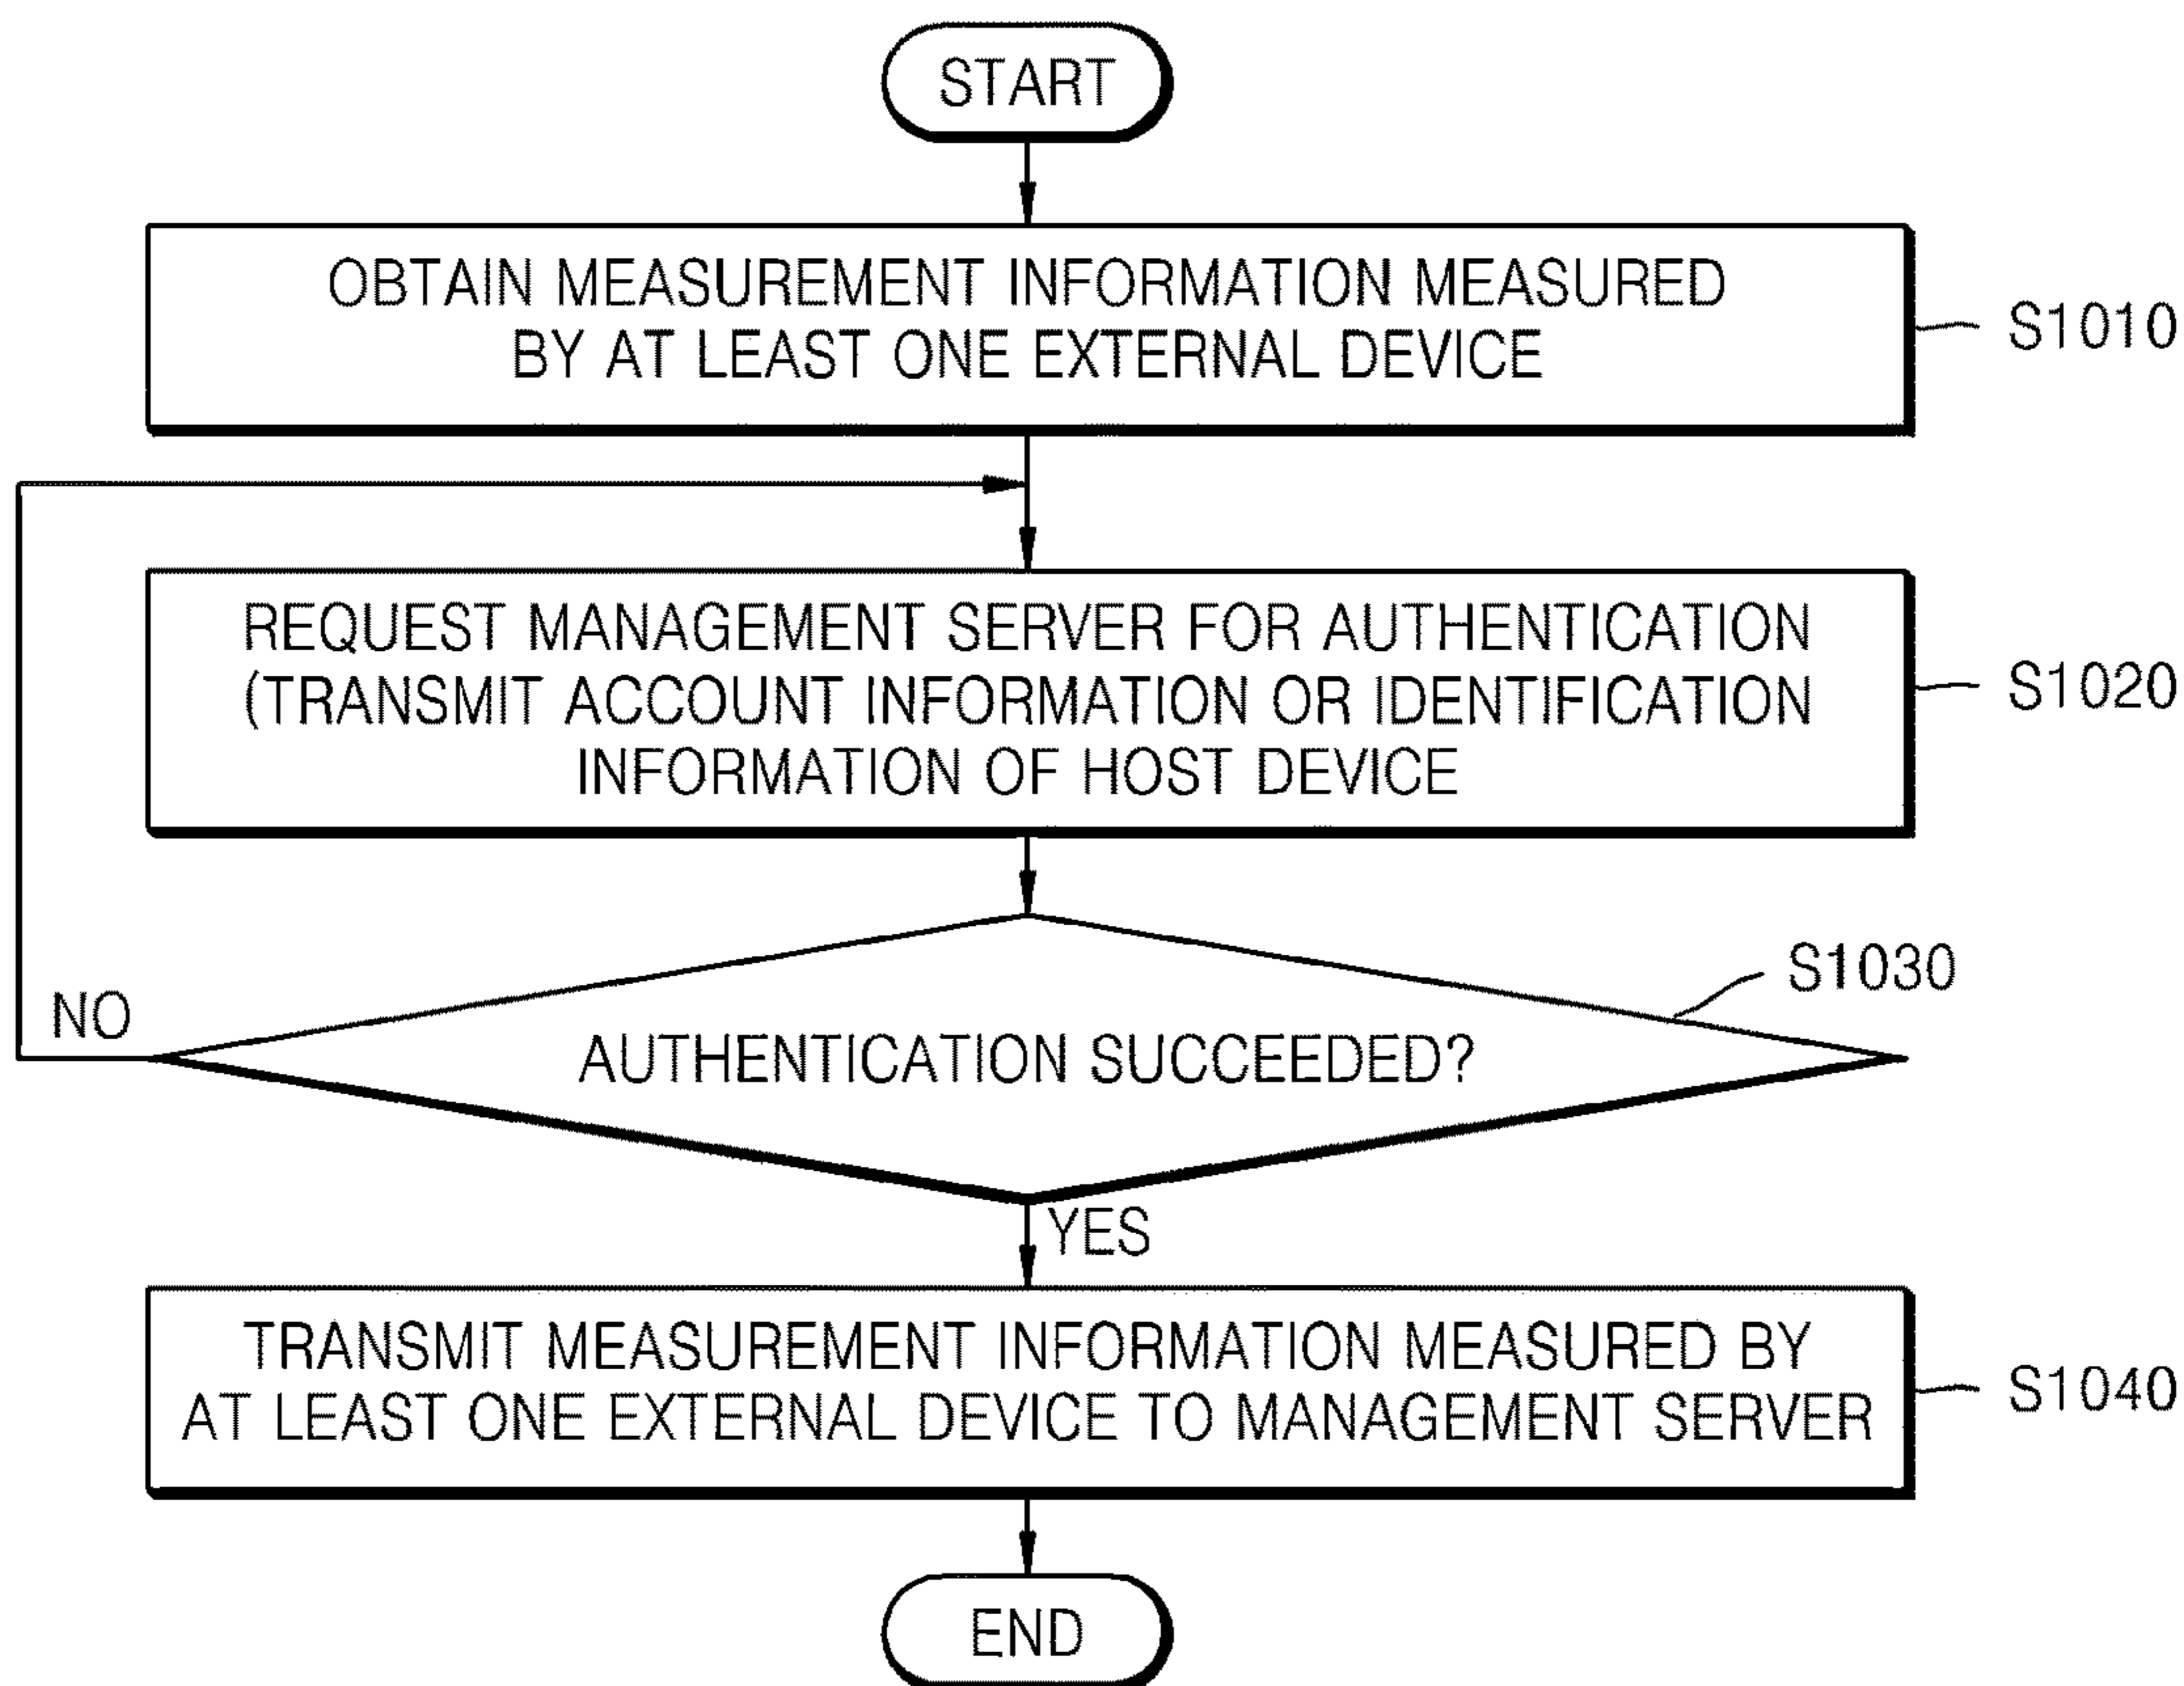 START
OBTAIN MEASUREMENT INFORMATION MEASURED
BY AT LEAST ONE EXTERNAL DEVICE
S1010
REQUEST MANAGEMENT SERVER FOR AUTHENTICATION
(TRANSMIT ACCOUNT INFORMATION OR IDENTIFICATION
INFORMATION OF HOST DEVICE
S1020
S1030
NO
AUTHENTICATION SUCCEEDED?
YES
TRANSMIT MEASUREMENT INFORMATION MEASURED BY
AT LEAST ONE EXTERNAL DEVICE TO MANAGEMENT SERVER
S1040
END